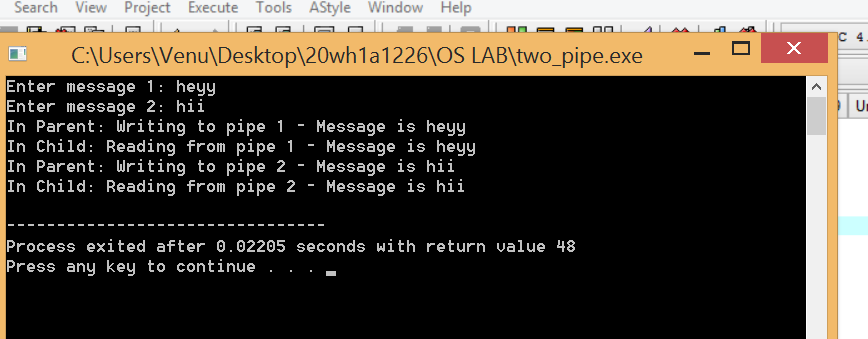 Search View Project Execute Tools AStyle Window Help
C:\Users\Venu\Desktop\20wh1a1226\OS LAB\two_pipe.exe
C 4.
Enter message 1: heyy
Enter message 2: hii
In Parent: Writing to pipe 1 - Message is heyy
In Child: Reading from pipe 1 - Message is heyy
In Parent: Writing to pipe 2 - Message is hii
In Child: Reading from pipe 2 - Message is hii
--------------------------------
Process exited after 0.02205 seconds with return value 48
Press any key to continue . . .